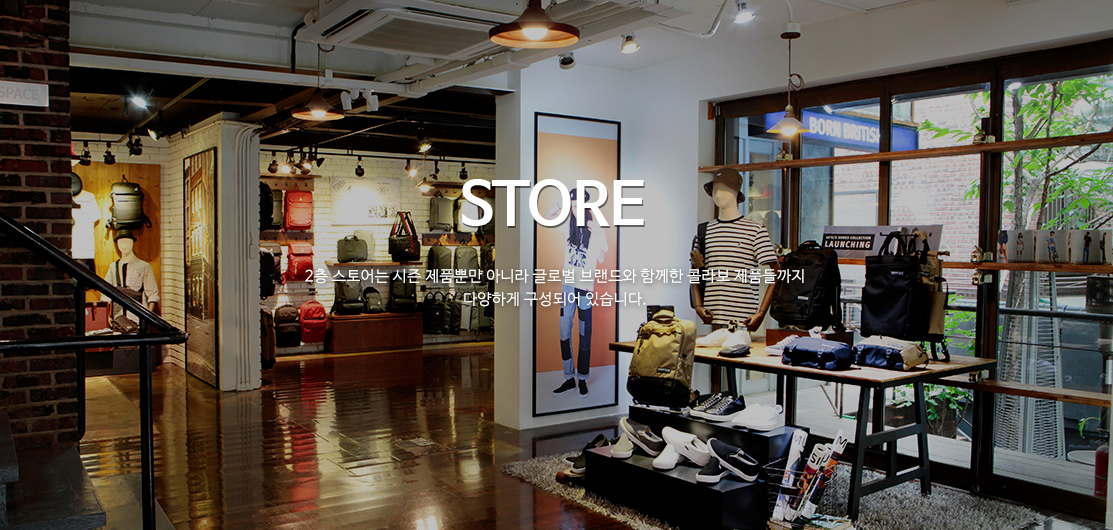 SPACE
BORN BRITISH
STORE
LAUNCHING
2층 스토어는 시즌 제품뿐만 아니라 글로벌 브랜드와 함께한 콜라보 제품들까지
다양하게 구성되어 있습니다.